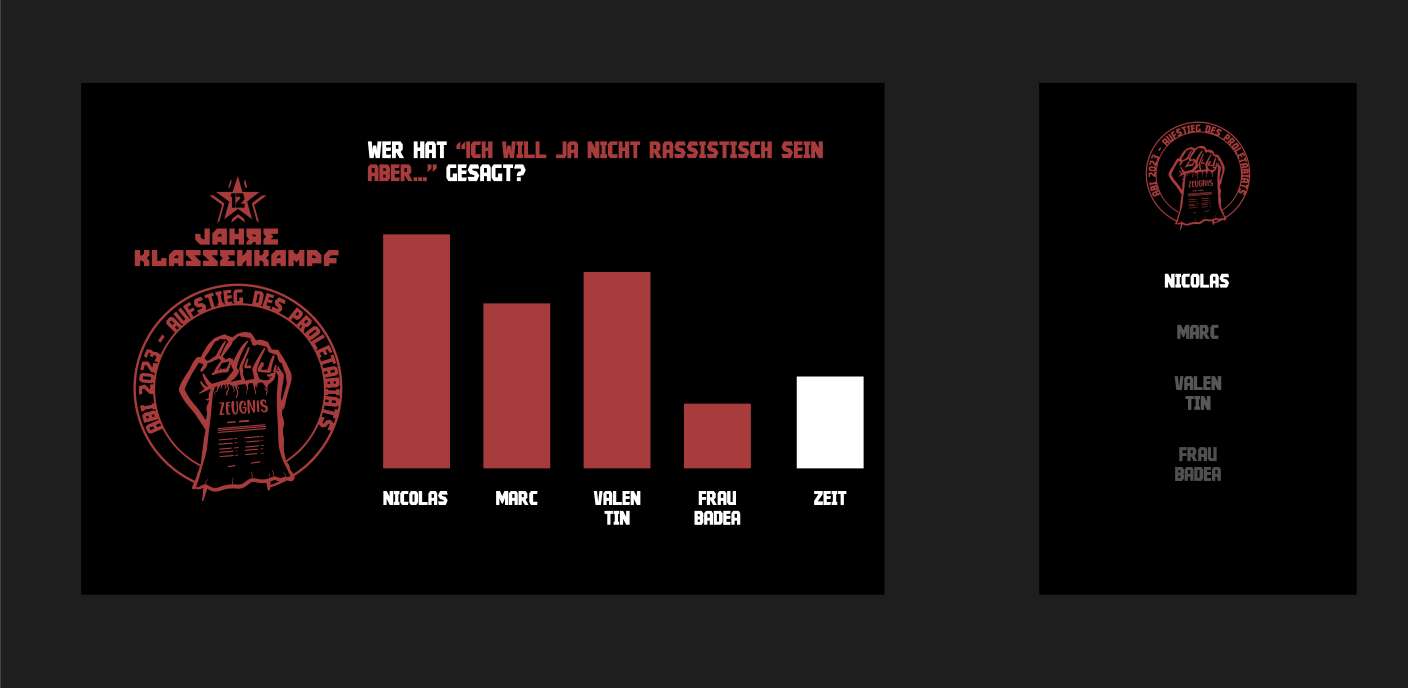 WER HAT “ICH WILL JA NICHT RASSISTISCH SEIN
ABER...” GESAGT?
12
JAHRE
KLASSENKAMPF
ABI 2023 - AUFSTIEG DES PROLETARIATS
ZEUGNIS
NICOLAS
MARC
VALEN
TIN
FRAU
BADEA
ZEIT
ABI 2023 - AUFSTIEG DES PROLETARIATS
ZEUGNIS
NICOLAS
MARC
VALEN
TIN
FRAU
BADEA